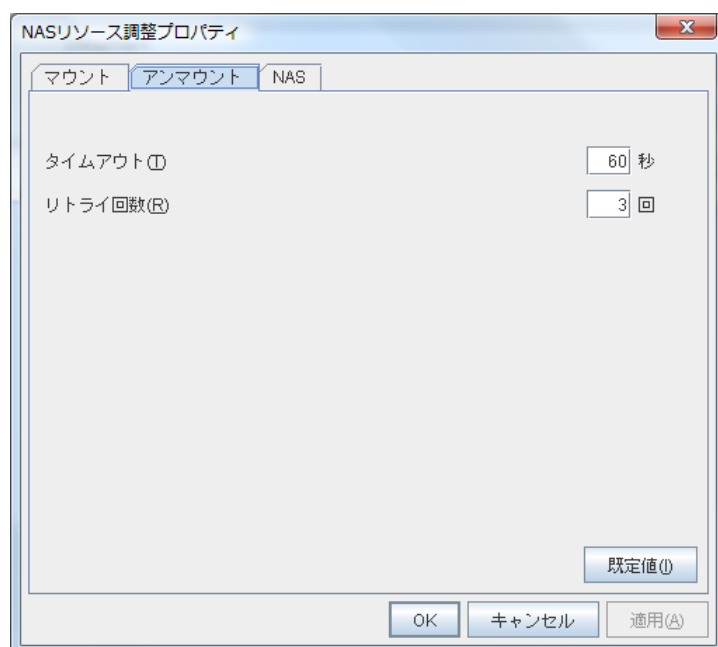 NASリソース調整プロパティ
マウント アンマウント NAS
タイムアウト(T) 60 秒
リトライ回数(R) 3 回
既定値(I)
OK キャンセル 適用(A)